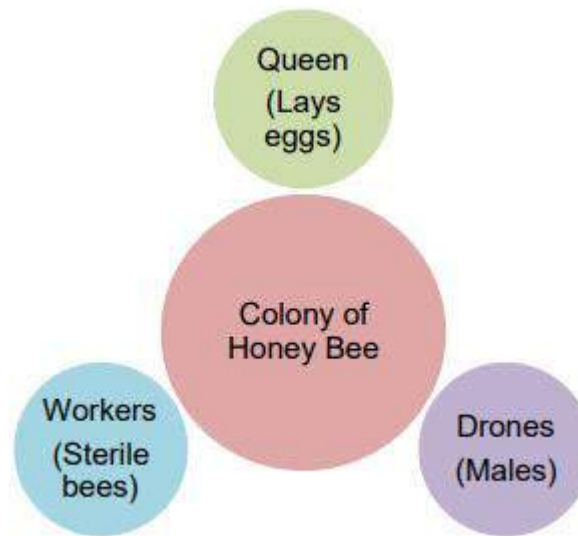 Queen
(Lays
eggs)
Colony of
Honey Bee
Workers
(Sterile
bees)
Drones
(Males)